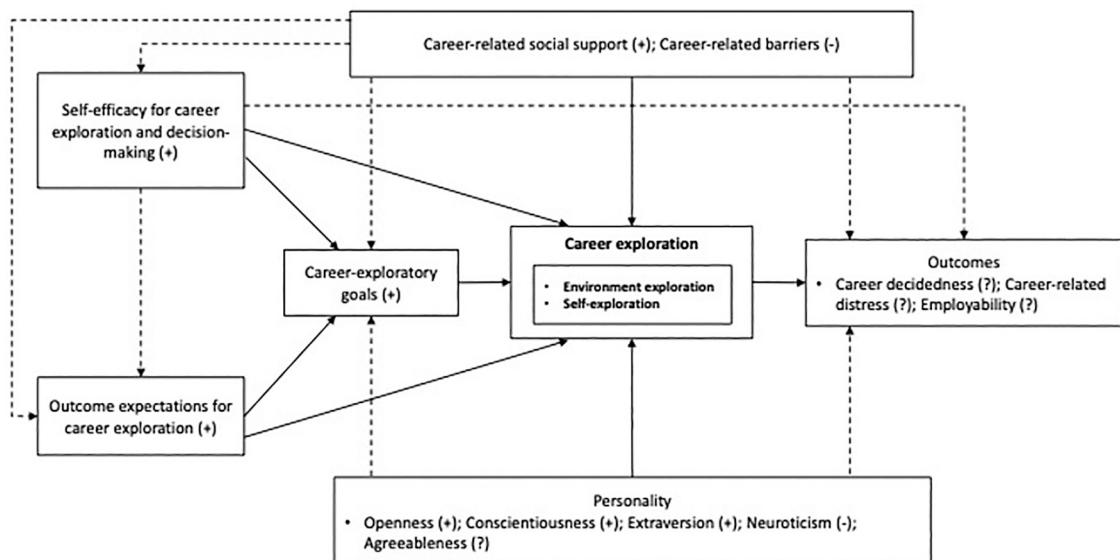 Career-related social support (+); Career-related barriers (-)
Self-efficacy for career
exploration and decision-
making (+)
Career exploration
• Environment exploration
• Self-exploration
Career-exploratory
goals (+)
Outcomes
• Career decidedness (?); Career-related
distress (?); Employability (?)
Outcome expectations for
career exploration (+)
Personality
• Openness (+); Conscientiousness (+); Extraversion (+); Neuroticism (-);
Agreeableness (?)